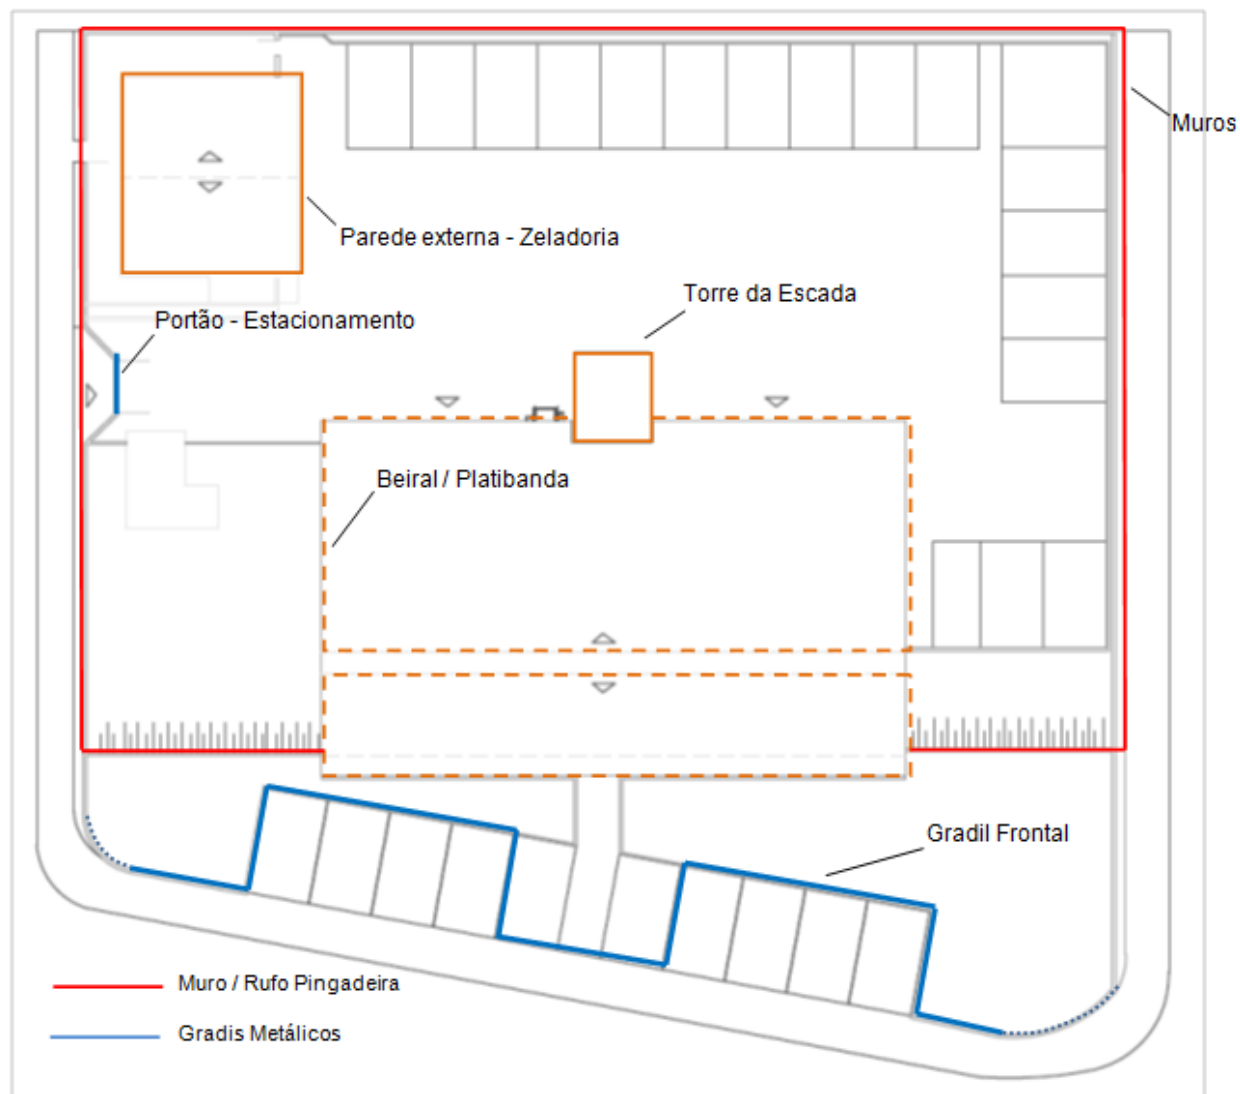 Muros
Parede externa - Zeladoria
Torre da Escada
Portão - Estacionamento
Beiral / Platibanda
Gradil Frontal
Muro / Rufo Pingadeira
Gradis Metálicos